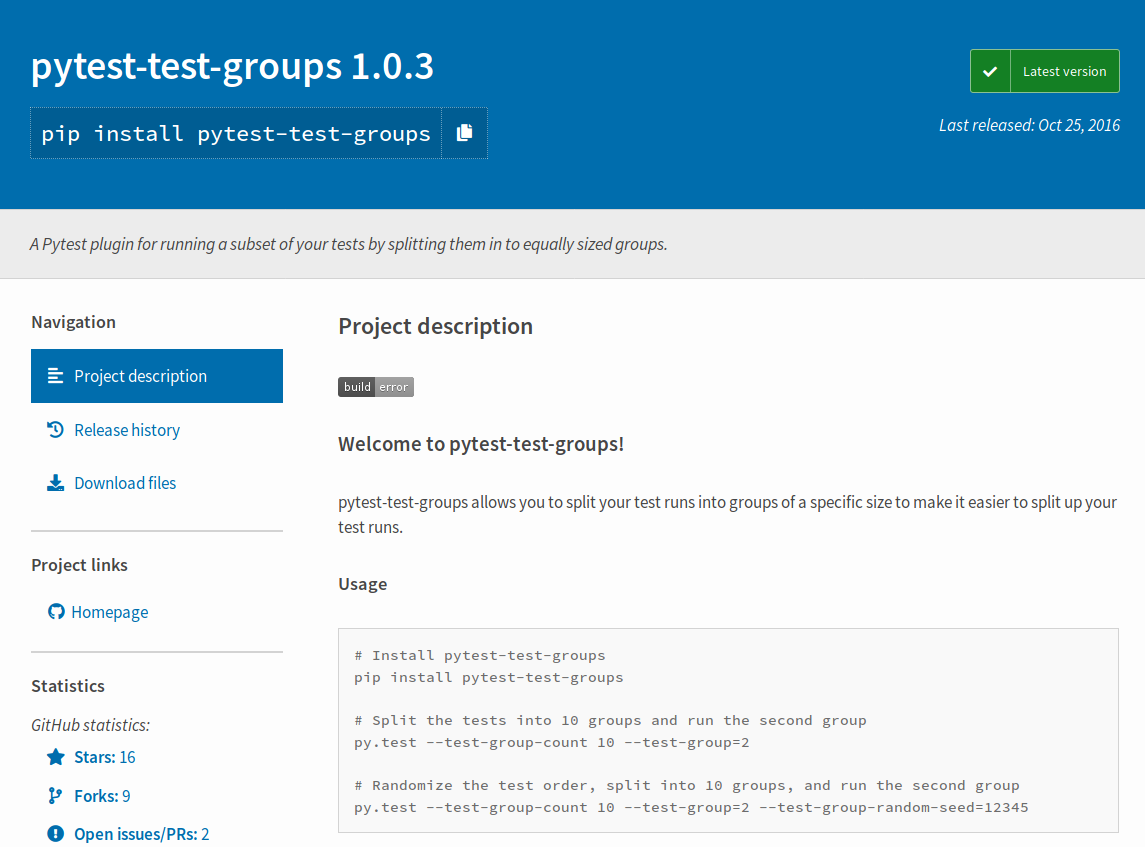 pytest-test-groups 1.0.3
pip install pytest-test-groups
Latest version
Last released: Oct 25, 2016
A Pytest plugin for running a subset of your tests by splitting them in to equally sized groups.
Navigation
Project description
Release history
Download files
Project links
Homepage
Statistics
GitHub statistics:
Stars: 16
Forks: 9
Open issues/PRs: 2
Project description
build error
Welcome to pytest-test-groups!
pytest-test-groups allows you to split your test runs into groups of a specific size to make it easier to split up your
test runs.
Usage
# Install pytest-test-groups
pip install pytest-test-groups
# Split the tests into 10 groups and run the second group
py.test --test-group-count 10 --test-group=2
# Randomize the test order, split into 10 groups, and run the second group
py.test --test-group-count 10 --test-group=2 --test-group-random-seed=12345